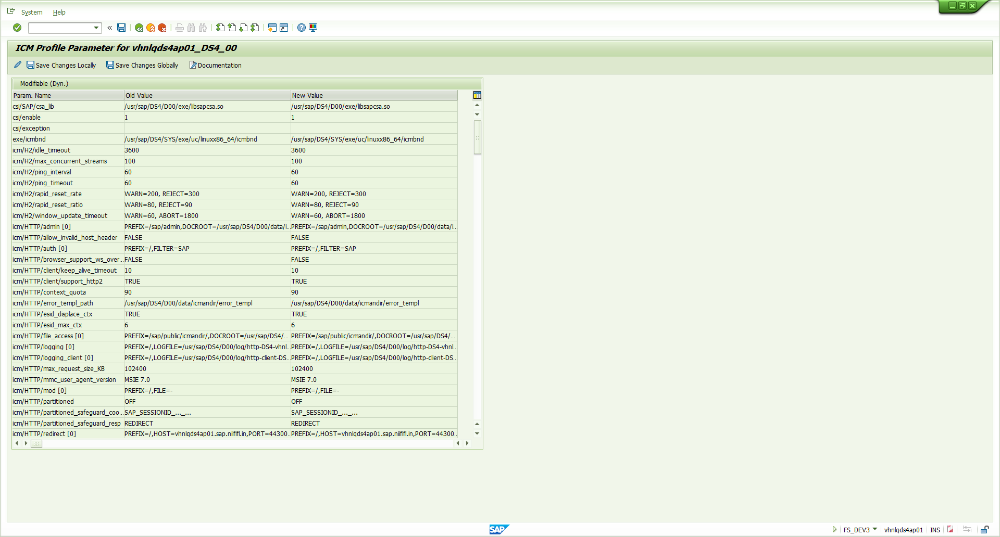 System Help
ICM Profile Parameter for vhnlqds4ap01_DS4_00
Save Changes Locally Save Changes Globally Documentation
Modifiable (Dyn.)
Param. Name Old Value New Value
csi/SAP/csa_lib /usr/sap/DS4/D00/exe/libsapcsa.so /usr/sap/DS4/D00/exe/libsapcsa.so
csi/enable 1 1
csi/exception
exe/icmbnd /usr/sap/DS4/SYS/exe/uc/linuxx86_64/icmbnd /usr/sap/DS4/SYS/exe/uc/linuxx86_64/icmbnd
icm/H2/idle_timeout 3600 3600
icm/H2/max_concurrent_streams 100 100
icm/H2/ping_interval 60 60
icm/H2/ping_timeout 60 60
icm/H2/rapid_reset_rate WARN=200, REJECT=300 WARN=200, REJECT=300
icm/H2/rapid_reset_ratio WARN=80, REJECT=90 WARN=80, REJECT=90
icm/H2/window_update_timeout WARN=60, ABORT=1800 WARN=60, ABORT=1800
icm/HTTP/admin [0] PREFIX=/sap/admin,DOCROOT=/usr/sap/DS4/D00/data/i... PREFIX=/sap/admin,DOCROOT=/usr/sap/DS4/D00/data/i...
icm/HTTP/allow_invalid_host_header FALSE FALSE
icm/HTTP/auth [0] PREFIX=/,FILTER=SAP PREFIX=/,FILTER=SAP
icm/HTTP/browser_support_ws_over... FALSE FALSE
icm/HTTP/client/keep_alive_timeout 10 10
icm/HTTP/client/support_http2 TRUE TRUE
icm/HTTP/context_quota 90 90
icm/HTTP/error_templ_path /usr/sap/DS4/D00/data/icmandir/error_templ /usr/sap/DS4/D00/data/icmandir/error_templ
icm/HTTP/esid_displace_ctx TRUE TRUE
icm/HTTP/esid_max_ctx 6 6
icm/HTTP/file_access [0] PREFIX=/sap/public/icmandir/,DOCROOT=/usr/sap/DS4/... PREFIX=/sap/public/icmandir/,DOCROOT=/usr/sap/DS4/...
icm/HTTP/logging [0] PREFIX=/,LOGFILE=/usr/sap/DS4/D00/log/http-DS4-vhnl... PREFIX=/,LOGFILE=/usr/sap/DS4/D00/log/http-DS4-vhnl...
icm/HTTP/logging_client [0] PREFIX=/,LOGFILE=/usr/sap/DS4/D00/log/http-client-DS... PREFIX=/,LOGFILE=/usr/sap/DS4/D00/log/http-client-DS...
icm/HTTP/max_request_size_KB 102400 102400
icm/HTTP/mmc_user_agent_version MSIE 7.0 MSIE 7.0
icm/HTTP/mod [0] PREFIX=/,FILE=- PREFIX=/,FILE=-
icm/HTTP/partitioned OFF OFF
icm/HTTP/partitioned_safeguard_coo... SAP_SESSIONID_..._... SAP_SESSIONID_..._...
icm/HTTP/partitioned_safeguard_resp REDIRECT REDIRECT
icm/HTTP/redirect [0] PREFIX=/,HOST=vhnlqds4ap01.sap.niififl.in,PORT=44300... PREFIX=/,HOST=vhnlqds4ap01.sap.niififl.in,PORT=44300...
SAP FS_DEV3 vhnlqds4ap01 INS